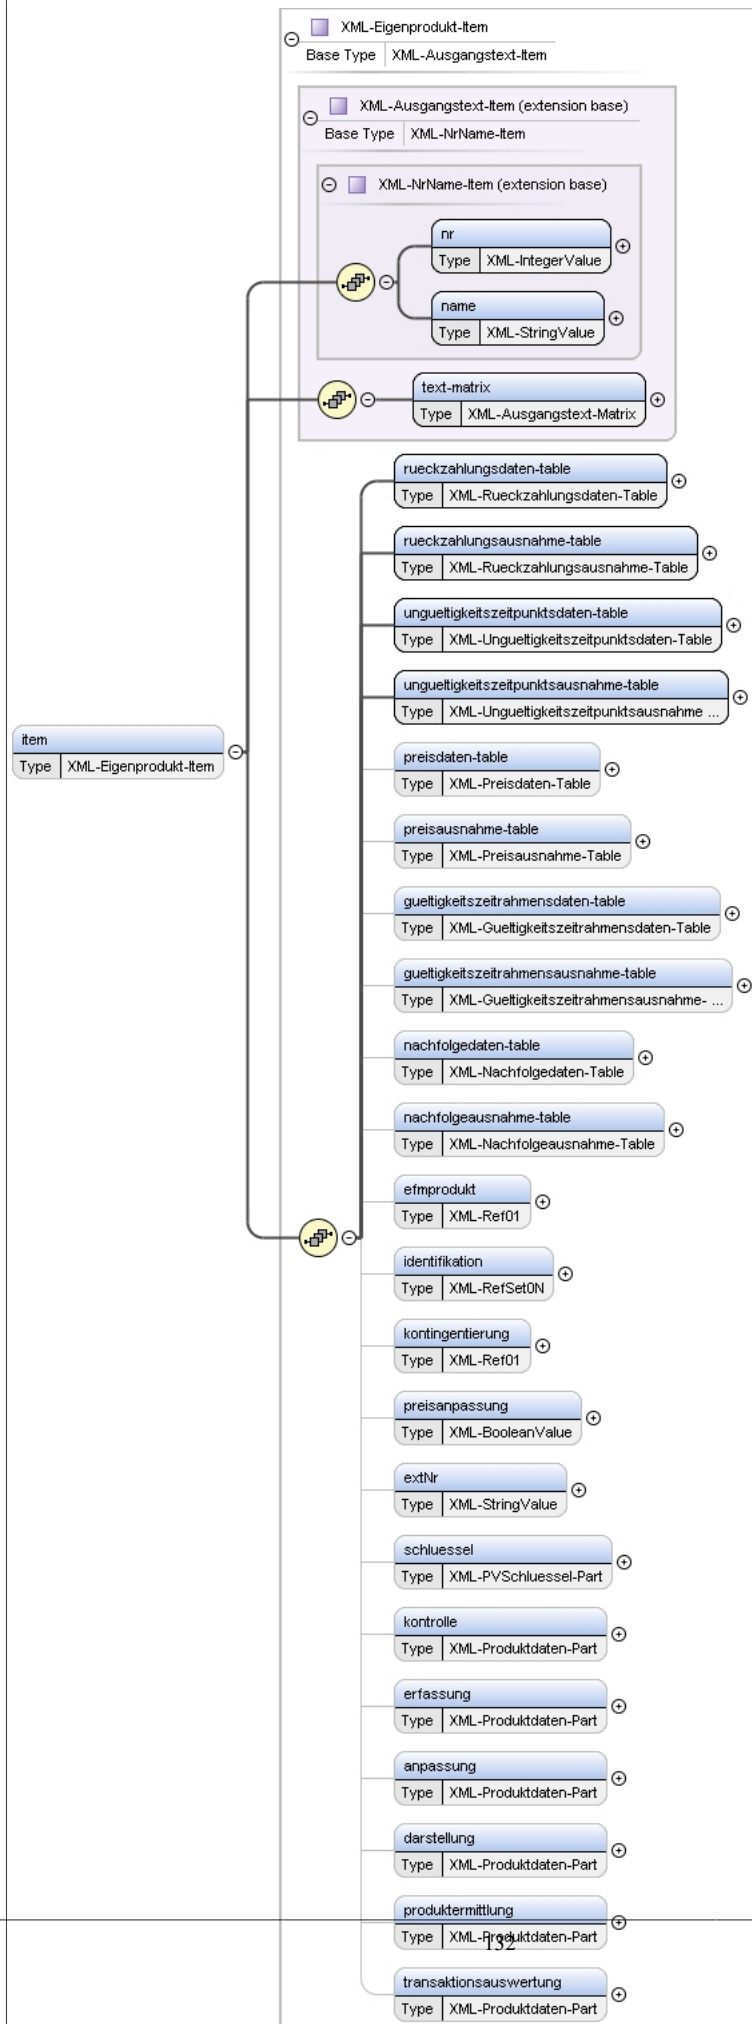 XML-Eigenprodukt-Item
Base Type XML-Ausgangstext-Item
XML-Ausgangstext-Item (extension base)
Base Type XML-NrName-Item
XML-NrName-Item (extension base)
nr
Type XML-IntegerValue
name
Type XML-StringValue
text-matrix
Type XML-Ausgangstext-Matrix
rueckzahlungsdaten-table
Type XML-Rueckzahlungsdaten-Table
rueckzahlungsausnahme-table
Type XML-Rueckzahlungsausnahme-Table
ungueltigkeitszeitpunktsdaten-table
Type XML-Ungueltigkeitszeitpunktsdaten-Table
ungueltigkeitszeitpunktsausnahme-table
Type XML-Ungueltigkeitszeitpunktsausnahme ...
item
Type XML-Eigenprodukt-Item
preisdaten-table
Type XML-Preisdaten-Table
preisausnahme-table
Type XML-Preisausnahme-Table
gueltigkeitszeitrahmensdaten-table
Type XML-Gueltigkeitszeitrahmensdaten-Table
gueltigkeitszeitrahmensausnahme-table
Type XML-Gueltigkeitszeitrahmensausnahme- ...
nachfolgedaten-table
Type XML-Nachfolgedaten-Table
nachfolgeausnahme-table
Type XML-Nachfolgeausnahme-Table
efmprodukt
Type XML-Ref01
identifikation
Type XML-RefSet0N
kontingentierung
Type XML-Ref01
preisanpassung
Type XML-BooleanValue
extNr
Type XML-StringValue
schluessel
Type XML-PVSchluessel-Part
kontrolle
Type XML-Produktdaten-Part
erfassung
Type XML-Produktdaten-Part
anpassung
Type XML-Produktdaten-Part
darstellung
Type XML-Produktdaten-Part
produktermittlung
Type XML-Produktdaten-Part
132
transaktionsauswertung
Type XML-Produktdaten-Part